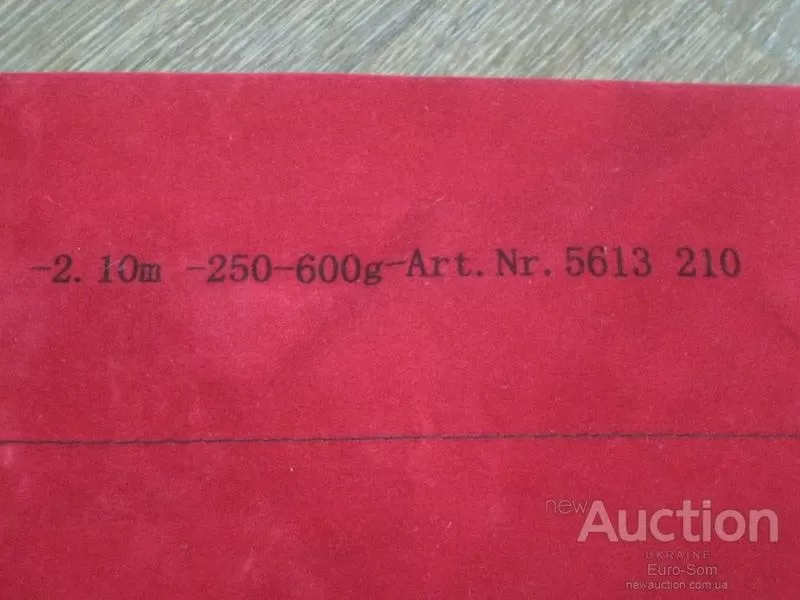 -2.10m -250-600g-Art.Nr.5613 210
new Auction
UKRAINE
Euro-Som
newauction.com.ua